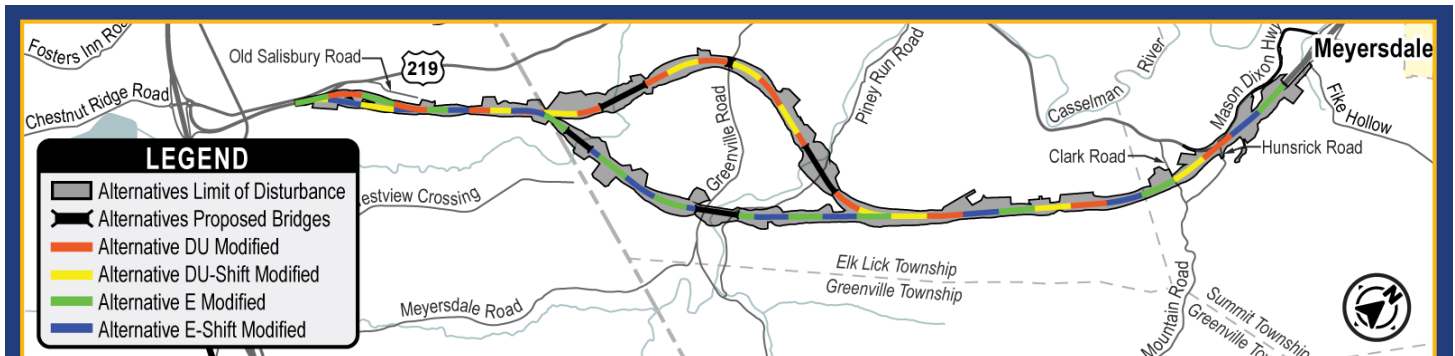 Fosters Inn Roa
Old Salisbury Road
219
Chestnut Ridge Road
Greenville Road
Piney Run Road
Casselman
River
Mason Dixon Hwy
Meyersdale
Fike Hollow
Clark Road
Hunsrick Road
LEGEND
Alternatives Limit of Disturbance
Alternatives Proposed Bridges
Alternative DU Modified
Alternative DU-Shift Modified
Alternative E Modified
Alternative E-Shift Modified
estview Crossing
Meyersdale Road
Elk Lick Township
Greenville Township
Mountain Road
Summit Township
Greenville To
N